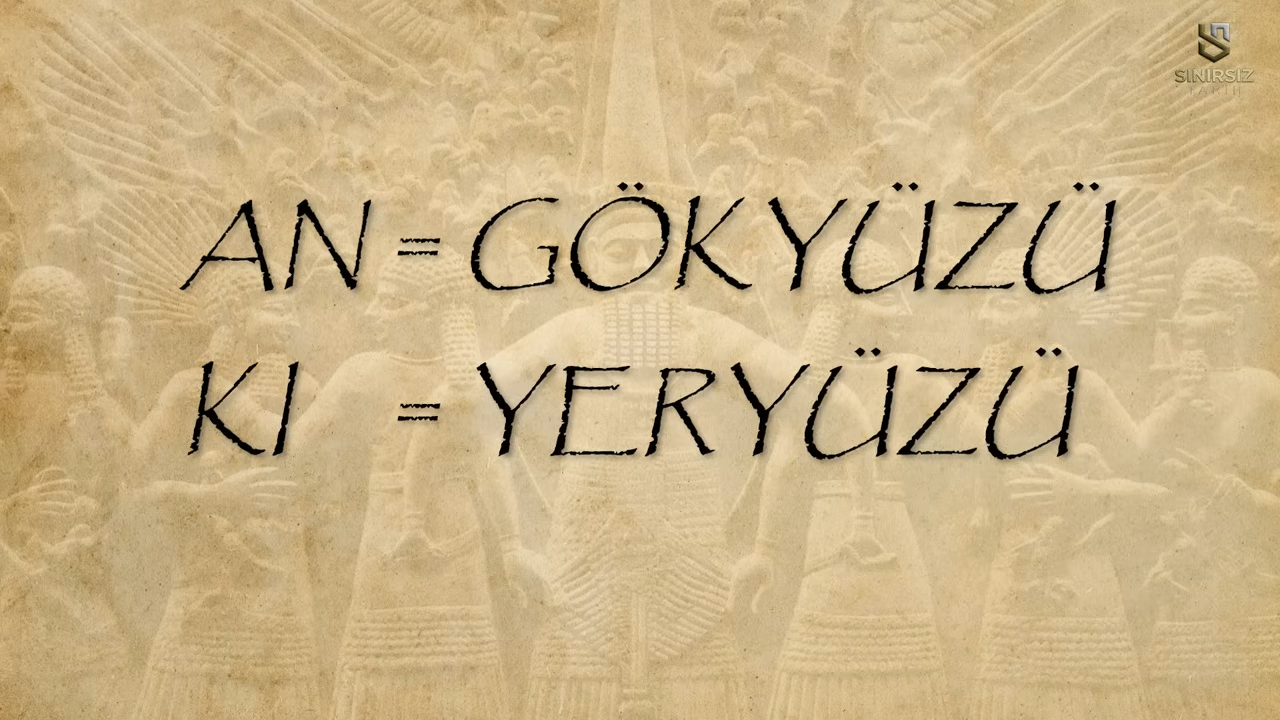 SINIRSIZ
TARİH
AN = GÖKYÜZÜ
KI = YERYÜZÜ